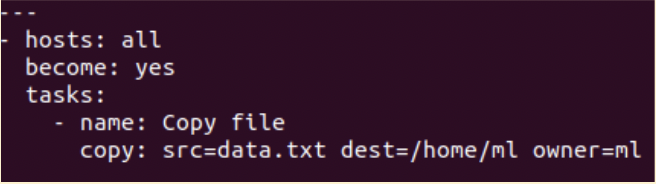 ---
- hosts: all
  become: yes
  tasks:
    - name: Copy file
      copy: src=data.txt dest=/home/ml owner=ml